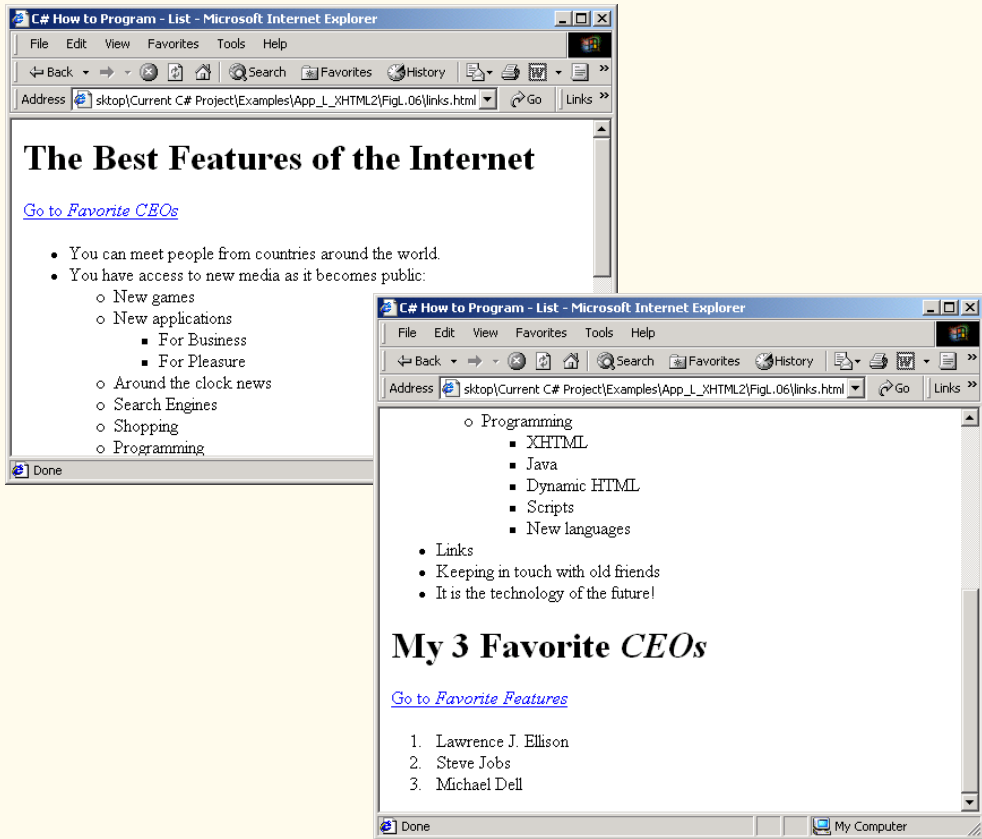 C# How to Program - List - Microsoft Internet Explorer
File Edit View Favorites Tools Help
Back Search Favorites History W »
Address sktop\Current C# Project\Examples\App_L_XHTML2\FigL.06\links.html Go Links »
The Best Features of the Internet
Go to Favorite CEOs
• You can meet people from countries around the world.
• You have access to new media as it becomes public:
o New games
o New applications
▪ For Business
▪ For Pleasure
o Around the clock news
o Search Engines
o Shopping
o Programming
Done
C# How to Program - List - Microsoft Internet Explorer
File Edit View Favorites Tools Help
Back Search Favorites History W »
Address sktop\Current C# Project\Examples\App_L_XHTML2\FigL.06\links.html Go Links »
o Programming
▪ XHTML
▪ Java
▪ Dynamic HTML
▪ Scripts
▪ New languages
• Links
• Keeping in touch with old friends
• It is the technology of the future!
My 3 Favorite CEOs
Go to Favorite Features
1. Lawrence J. Ellison
2. Steve Jobs
3. Michael Dell
Done My Computer